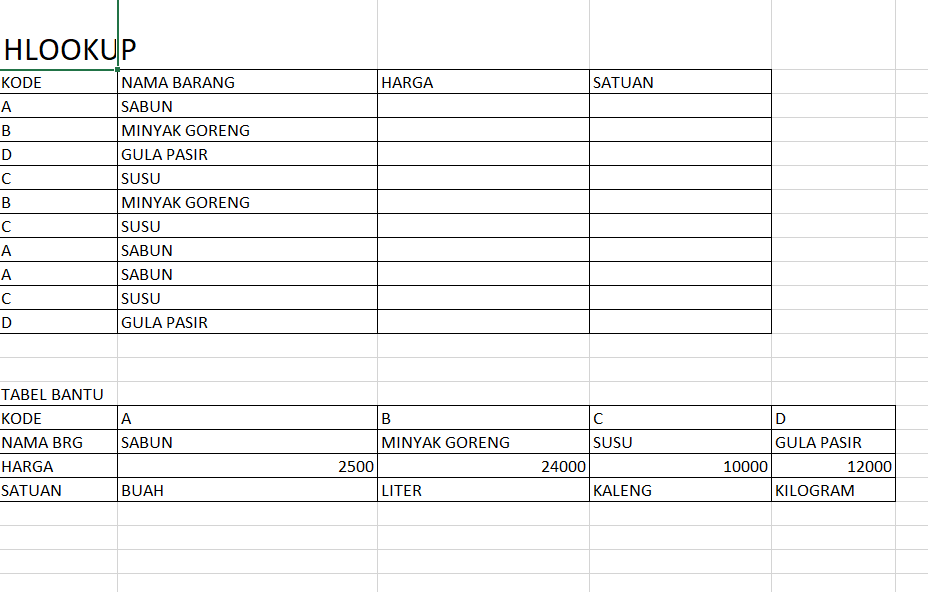 HLOOKUP
KODE NAMA BARANG HARGA SATUAN
A SABUN
B MINYAK GORENG
D GULA PASIR
C SUSU
B MINYAK GORENG
C SUSU
A SABUN
A SABUN
C SUSU
D GULA PASIR
TABEL BANTU
KODE A B C D
NAMA BRG SABUN MINYAK GORENG SUSU GULA PASIR
HARGA 2500 24000 10000 12000
SATUAN BUAH LITER KALENG KILOGRAM